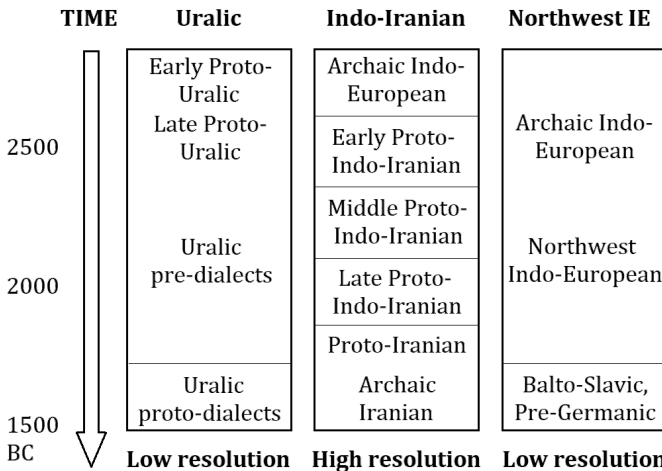 TIME
Uralic
Indo-Iranian
Northwest IE
Early Proto-
Uralic
Late Proto-
Uralic
Uralic
pre-dialects
Uralic
proto-dialects
Archaic Indo-
European
Early Proto-
Indo-Iranian
Middle Proto-
Indo-Iranian
Late Proto-
Indo-Iranian
Proto-Iranian
Archaic
Iranian
Archaic Indo-
European
Northwest
Indo-European
Balto-Slavic,
Pre-Germanic
2500
2000
1500
BC
Low resolution
High resolution
Low resolution